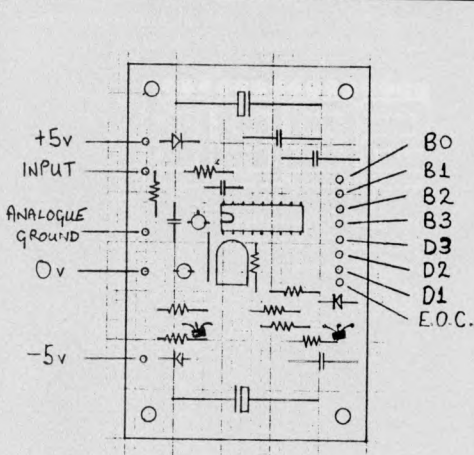 +5v
INPUT
ANALOGUE
GROUND
0v
-5v
B0
B1
B2
B3
D3
D2
D1
E.O.C.